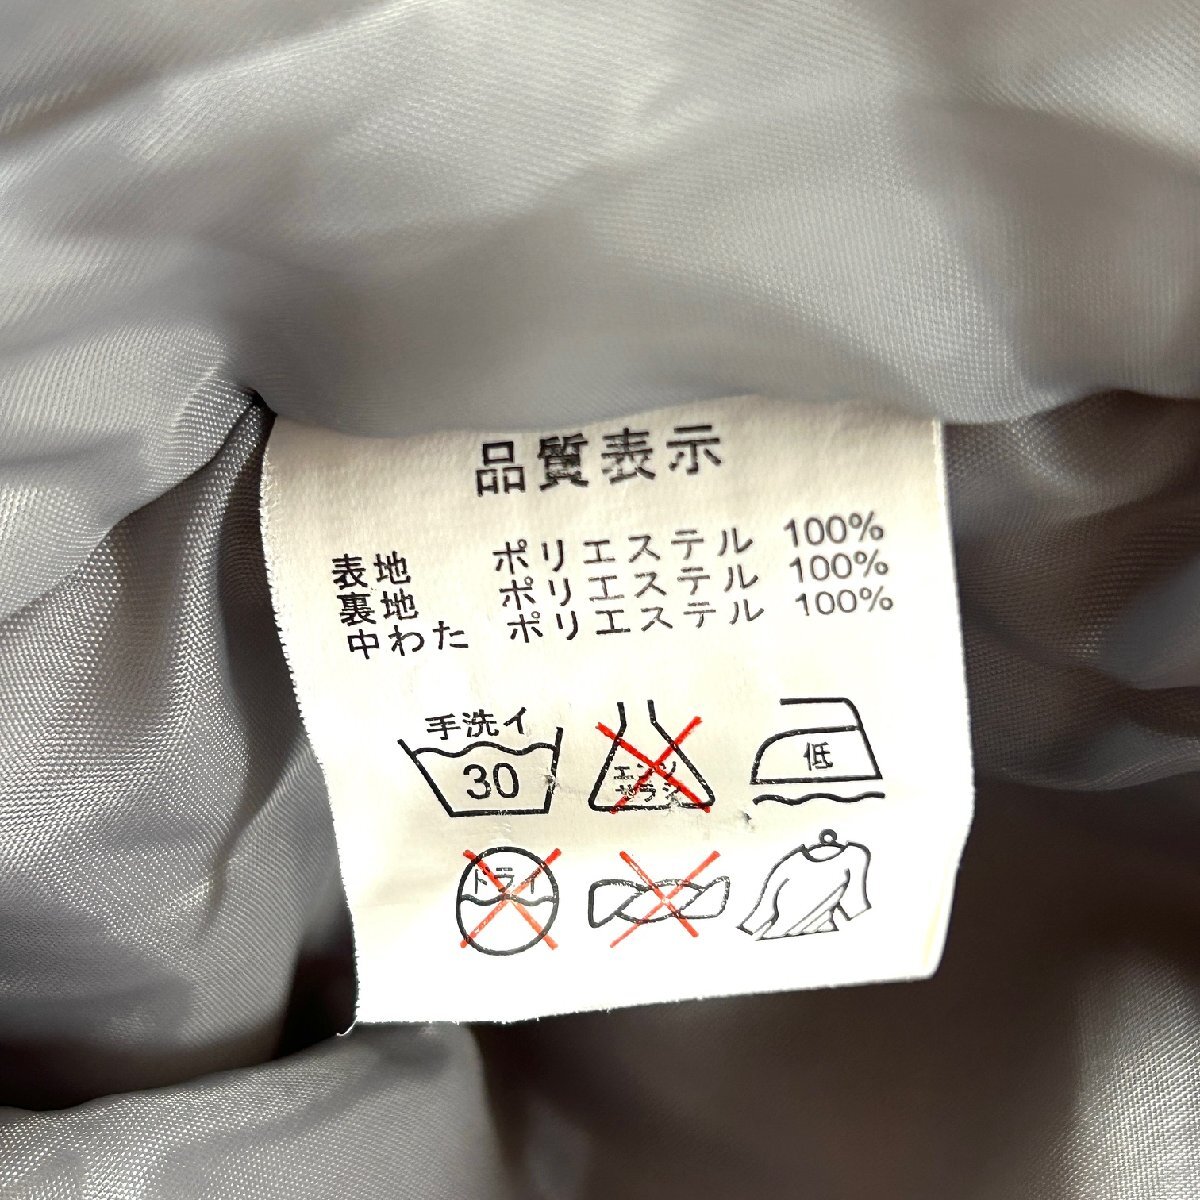 品質表示
表地 ポリエステル 100%
裏地 ポリエステル 100%
中わた ポリエステル 100%
手洗イ
30
エンソ
サラシ
低
ドライ